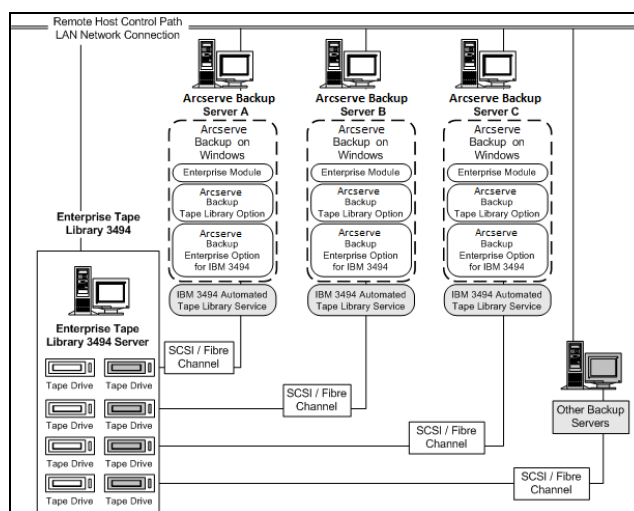 Remote Host Control Path
LAN Network Connection
Arcserve Backup
Server A
Arcserve
Backup on
Windows
Enterprise Module
Arcserve
Backup
Tape Library Option
Arcserve
Backup
Enterprise Option
for IBM 3494
IBM 3494 Automated
Tape Library Service
Arcserve Backup
Server B
Arcserve
Backup on
Windows
Enterprise Module
Arcserve
Backup
Tape Library Option
Arcserve
Backup
Enterprise Option
for IBM 3494
IBM 3494 Automated
Tape Library Service
Arcserve Backup
Server C
Arcserve
Backup on
Windows
Enterprise Module
Arcserve
Backup
Tape Library Option
Arcserve
Backup
Enterprise Option
for IBM 3494
IBM 3494 Automated
Tape Library Service
Enterprise Tape
Library 3494
Enterprise Tape
Library 3494 Server
Tape Drive
Tape Drive
Tape Drive
Tape Drive
Tape Drive
Tape Drive
Tape Drive
Tape Drive
SCSI / Fibre
Channel
SCSI / Fibre
Channel
SCSI / Fibre
Channel
SCSI / Fibre
Channel
Other Backup
Servers